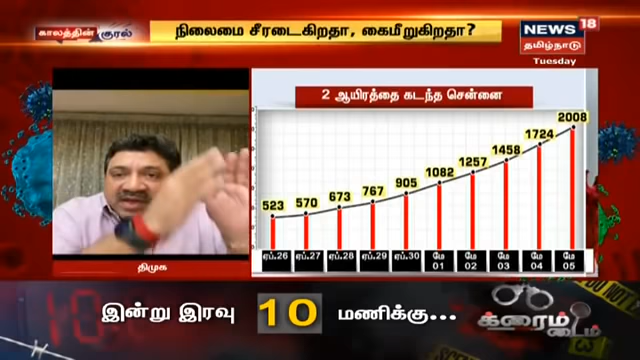 காலத்தின் குரல்
நிலைமை சீரடைகிறதா, கைமீறுகிறதா?
NEWS 18
தமிழ்நாடு
Tuesday
2 ஆயிரத்தை கடந்த சென்னை
523 570 673 767 905 1082 1257 1458 1724 2008
ஏப்.26 ஏப்.27 ஏப்.28 ஏப்.29 ஏப்.30 மே 01 மே 02 மே 03 மே 04 மே 05
திமுக
இன்று இரவு 10 மணிக்கு...
க்ரைம் டைம்